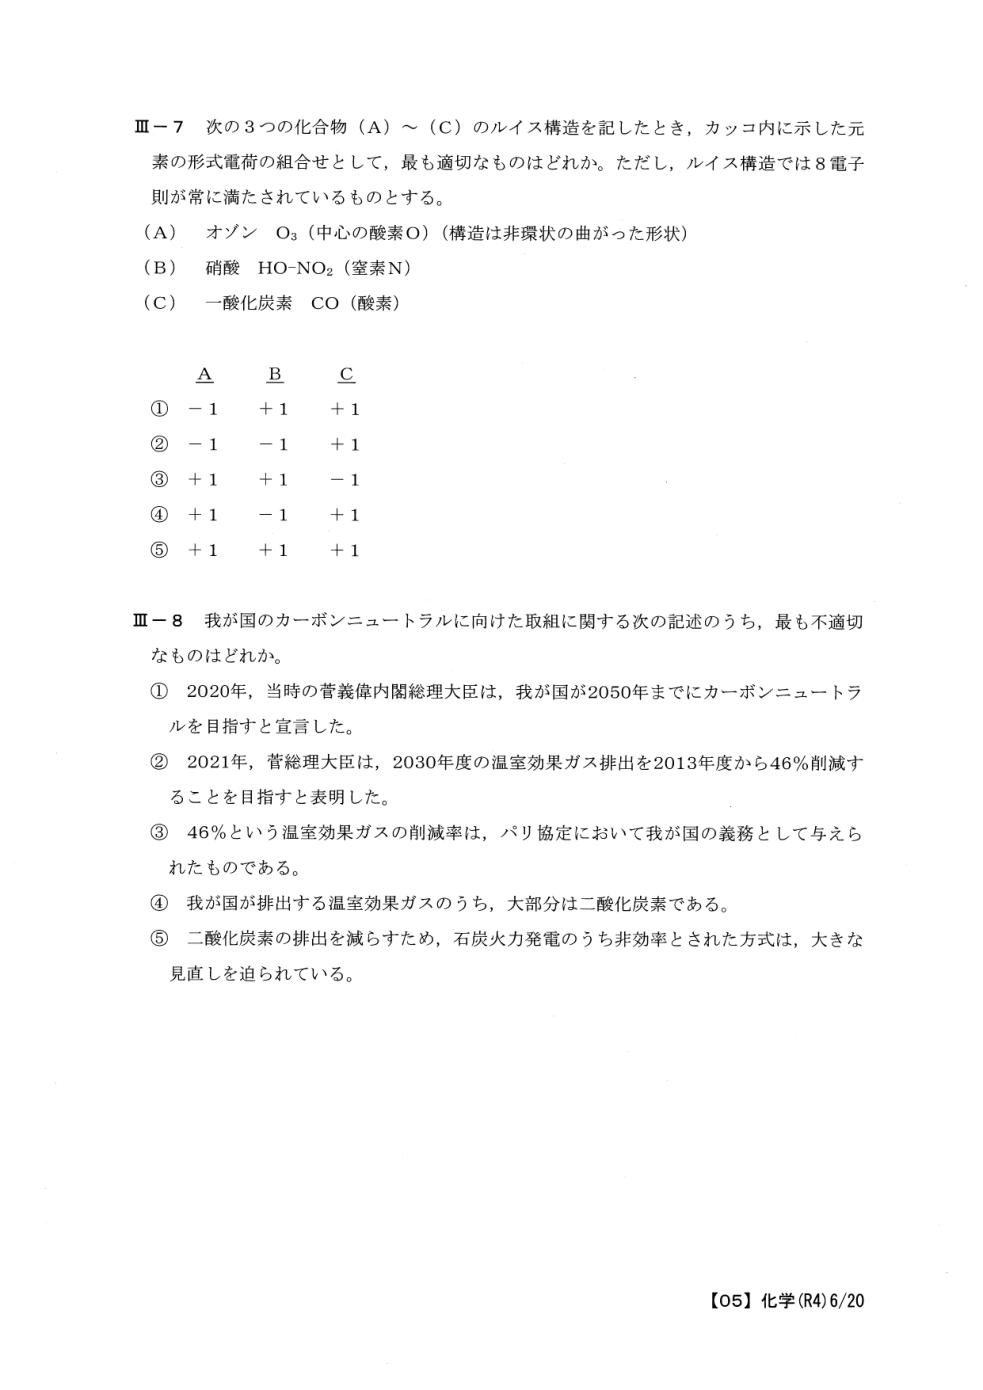 Ⅲ－7　次の３つの化合物（A）～（C）のルイス構造を記したとき，カッコ内に示した元
素の形式電荷の組合せとして，最も適切なものはどれか。ただし，ルイス構造では８電子
則が常に満たされているものとする。
（A）　オゾン　O₃（中心の酸素O）（構造は非環状の曲がった形状）
（B）　硝酸　HO-NO₂（窒素N）
（C）　一酸化炭素　CO（酸素）
A　B　C
①　－1　＋1　＋1
②　－1　－1　＋1
③　＋1　＋1　－1
④　＋1　－1　＋1
⑤　＋1　＋1　＋1
Ⅲ－8　我が国のカーボンニュートラルに向けた取組に関する次の記述のうち，最も不適切
なものはどれか。
①　2020年，当時の菅義偉内閣総理大臣は，我が国が2050年までにカーボンニュートラ
ルを目指すと宣言した。
②　2021年，菅総理大臣は，2030年度の温室効果ガス排出を2013年度から46％削減す
ることを目指すと表明した。
③　46％という温室効果ガスの削減率は，パリ協定において我が国の義務として与えら
れたものである。
④　我が国が排出する温室効果ガスのうち，大部分は二酸化炭素である。
⑤　二酸化炭素の排出を減らすため，石炭火力発電のうち非効率とされた方式は，大きな
見直しを迫られている。
【05】化学(R4)6/20